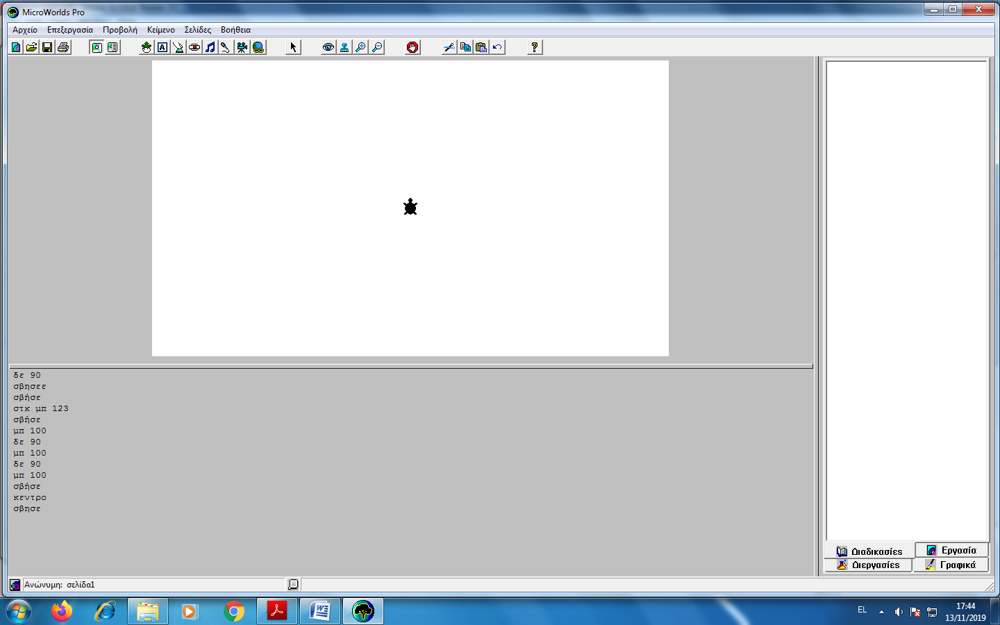 MicroWorlds Pro
Αρχείο Επεξεργασία Προβολή Κείμενο Σελίδες Βοήθεια
A
?
δε 90
σβησεε
σβήσε
στκ μπ 123
σβήσε
μπ 100
δε 90
μπ 100
δε 90
μπ 100
σβήσε
κεντρο
σβησε
Διαδικασίες Εργασία
Διεργασίες Γραφικά
Ανώνυμη: σελίδα1
EL 17:44
13/11/2019